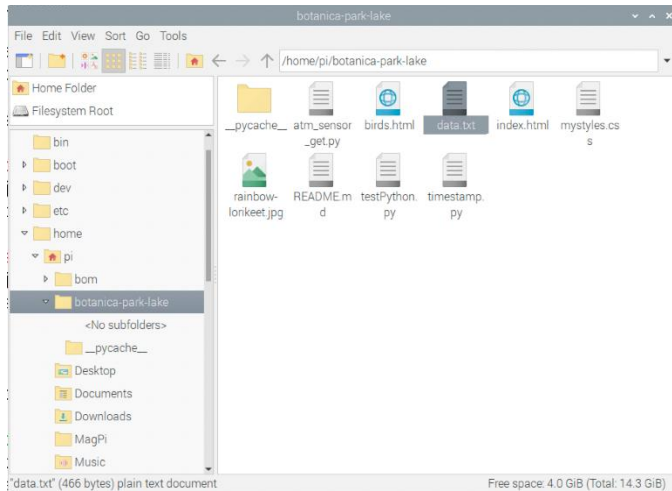 botanica-park-lake
File Edit View Sort Go Tools
/home/pi/botanica-park-lake
Home Folder
Filesystem Root
bin
boot
dev
etc
home
pi
bom
botanica-park-lake
<No subfolders>
__pycache__
Desktop
Documents
Downloads
MagPi
Music
__pycache__ atm_sensor birds.html data.txt index.html mystyles.cs
_get.py s
rainbow- README.m testPython. timestamp.
lonkeet.jpg d py py
"data.txt" (466 bytes) plain text document Free space: 4.0 GiB (Total: 14.3 GiB)